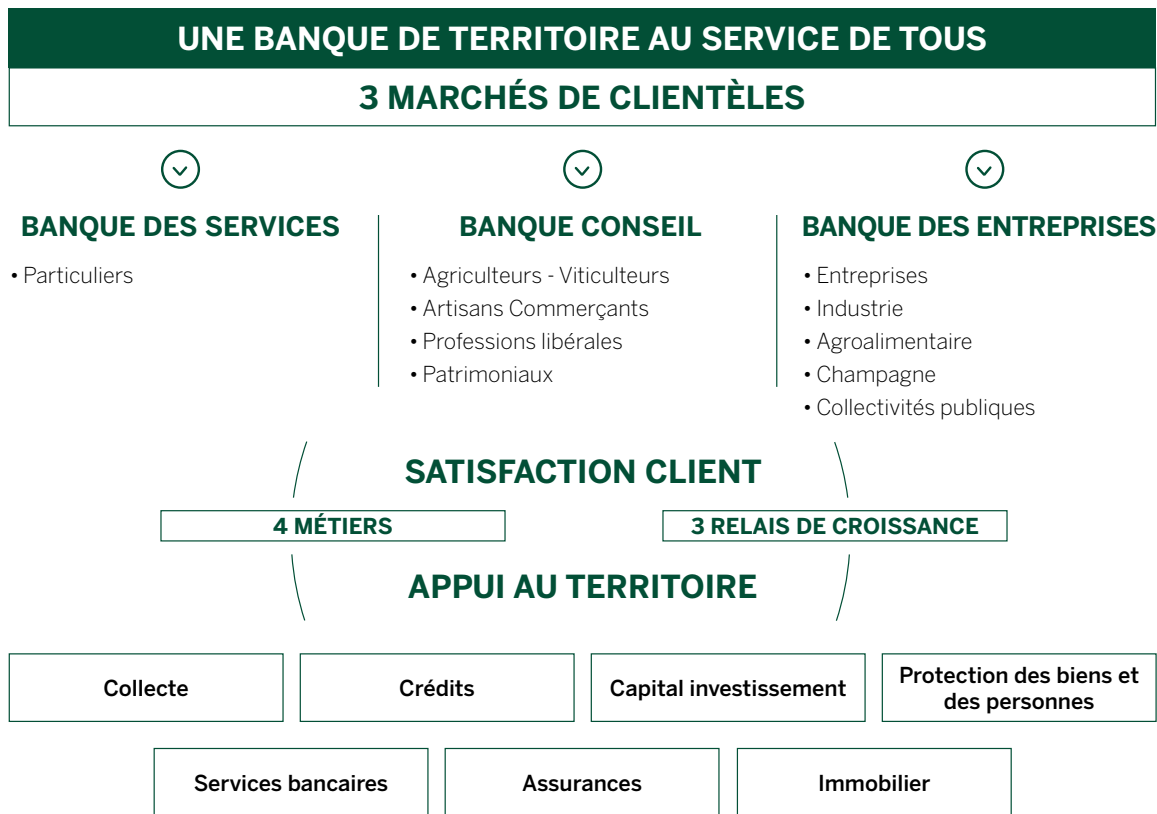 UNE BANQUE DE TERRITOIRE AU SERVICE DE TOUS
3 MARCHÉS DE CLIENTÈLES
BANQUE DES SERVICES
• Particuliers
BANQUE CONSEIL
• Agriculteurs - Viticulteurs
• Artisans Commerçants
• Professions libérales
• Patrimoniaux
BANQUE DES ENTREPRISES
• Entreprises
• Industrie
• Agroalimentaire
• Champagne
• Collectivités publiques
SATISFACTION CLIENT
4 MÉTIERS
3 RELAIS DE CROISSANCE
APPUI AU TERRITOIRE
Collecte
Crédits
Capital investissement
Protection des biens et
des personnes
Services bancaires
Assurances
Immobilier